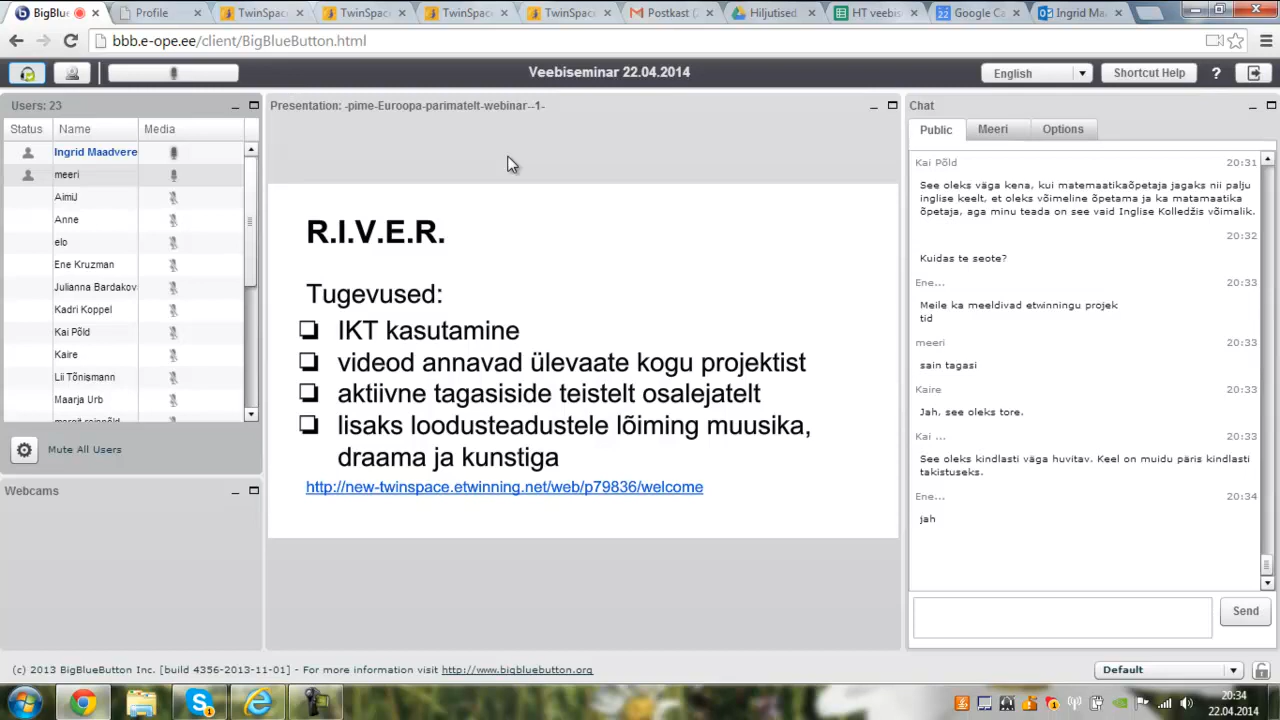 BigBlue
Profile
TwinSpace
TwinSpace
TwinSpace
TwinSpace
Postkast (2
Hiljutised
HT veebis
22
Google Ca
Ingrid Maa
bbb.e-ope.ee/client/BigBlueButton.html
Veebiseminar 22.04.2014
English
Shortcut Help
?
Users: 23
Status
Name
Media
Ingrid Maadvere
meeri
AimiJ
Anne
elo
Ene Kruzman
Julianna Bardakov
Kadri Koppel
Kai Põld
Kaire
Lii Tõnismann
Maarja Urb
Mute All Users
Webcams
Presentation: -pime-Euroopa-parimatelt-webinar--1-
R.I.V.E.R.
Tugevused:
IKT kasutamine
videod annavad ülevaate kogu projektist
aktiivne tagasiside teistelt osalejatelt
lisaks loodusteadustele lõiming muusika,
draama ja kunstiga
http://new-twinspace.etwinning.net/web/p79836/welcome
Chat
Public
Meeri
Options
Kai Põld 20:31
See oleks väga kena, kui matemaatikaõpetaja jagaks nii palju
inglise keelt, et oleks võimeline õpetama ja ka matamaatika
õpetaja, aga minu teada on see vaid Inglise Kolledžis võimalik.
20:32
Kuidas te seote?
Ene... 20:33
Meile ka meeldivad etwinningu projek
tid
meeri 20:33
sain tagasi
Kaire 20:33
Jah, see oleks tore.
Kai ... 20:33
See oleks kindlasti väga huvitav. Keel on muidu päris kindlasti
takistuseks.
Ene... 20:34
jah
Send
(c) 2013 BigBlueButton Inc. [build 4356-2013-11-01] - For more information visit http://www.bigbluebutton.org
Default
20:34
22.04.2014